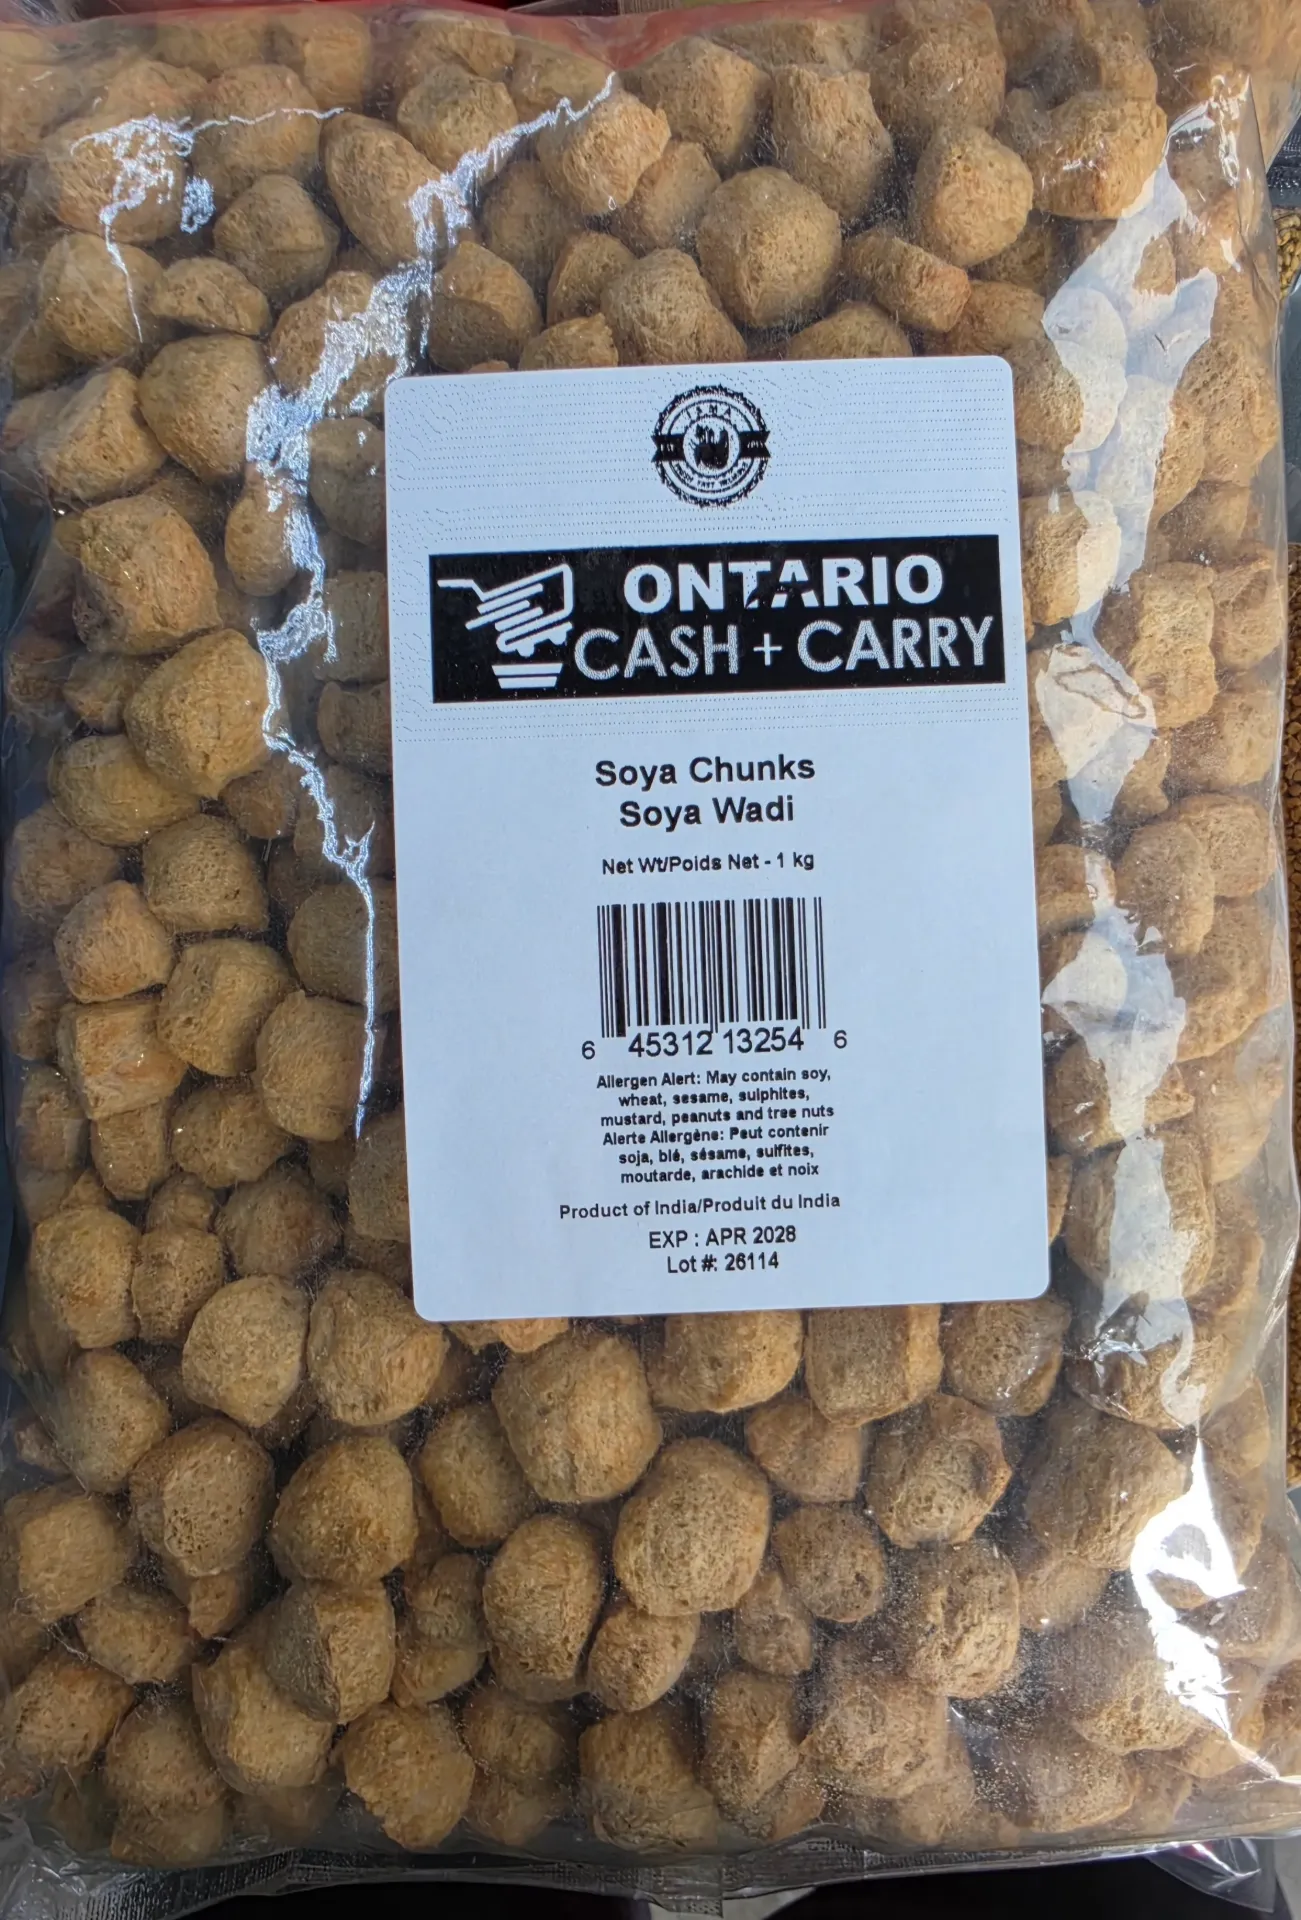 ONTARIO
CASH + CARRY
Soya Chunks
Soya Wadi
Net Wt/Poids Net - 1 kg
6 45312 13254 6
Allergen Alert: May contain soy,
wheat, sesame, sulphites,
mustard, peanuts and tree nuts
Alerte Allergène: Peut contenir
soja, blé, sésame, sulfites,
moutarde, arachide et noix
Product of India/Produit du India
EXP : APR 2028
Lot #: 26114